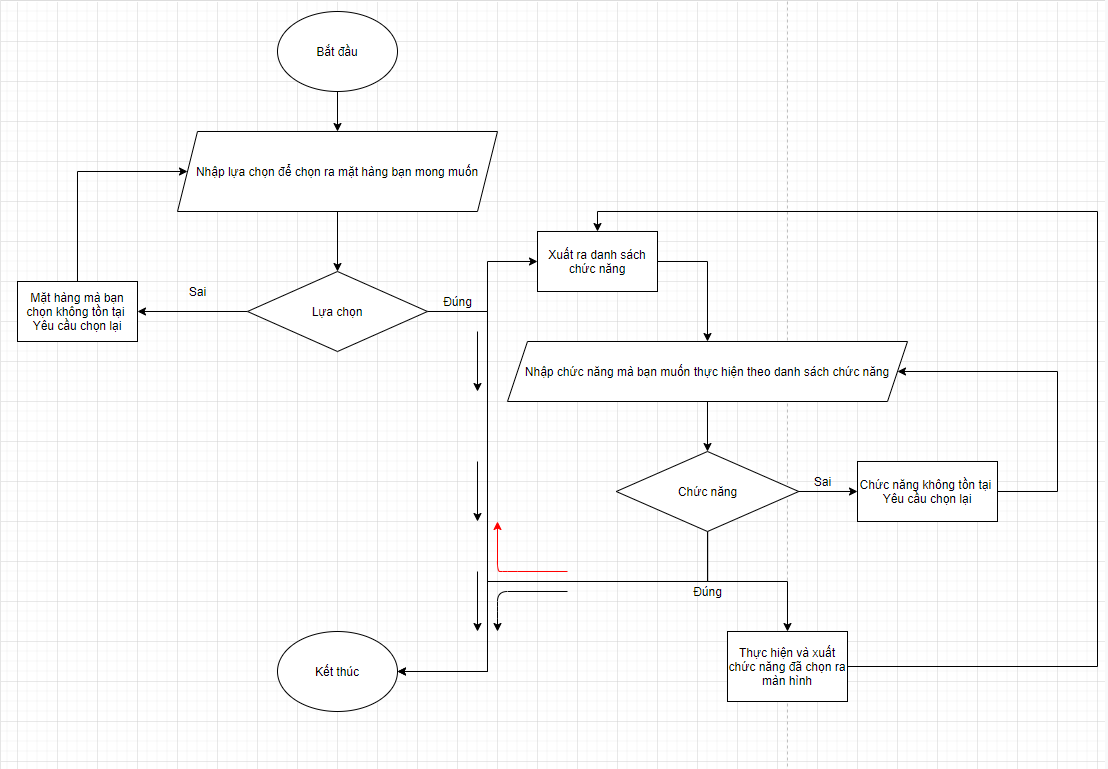 Bắt đầu
Nhập lựa chọn để chọn ra mặt hàng bạn mong muốn
Xuất ra danh sách
chức năng
Sai
Đúng
Mặt hàng mà bạn
chọn không tồn tại
Yêu cầu chọn lại
Lựa chọn
Nhập chức năng mà bạn muốn thực hiện theo danh sách chức năng
Chức năng
Sai
Chức năng không tồn tại
Yêu cầu chọn lại
Đúng
Kết thúc
Thực hiện và xuất
chức năng đã chọn ra
màn hình